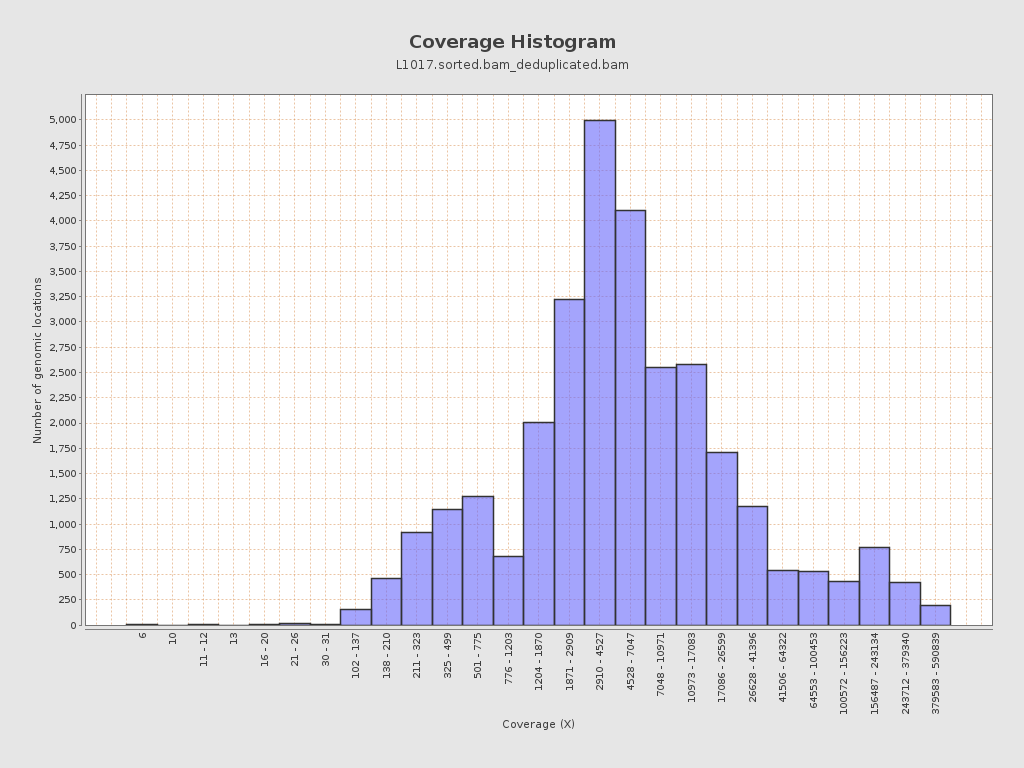 Coverage Histogram
L1017.sorted.bam_deduplicated.bam
Number of genomic locations
5,000
4,750
4,500
4,250
4,000
3,750
3,500
3,250
3,000
2,750
2,500
2,250
2,000
1,750
1,500
1,250
1,000
750
500
250
0
6
10
11 - 12
13
16 - 20
21 - 26
30 - 31
102 - 137
138 - 210
211 - 323
325 - 499
501 - 775
776 - 1203
1204 - 1870
1871 - 2909
2910 - 4527
4528 - 7047
7048 - 10971
10973 - 17083
17086 - 26599
26628 - 41396
41506 - 64322
64553 - 100453
100572 - 156223
156487 - 243134
243712 - 379340
379583 - 590839
Coverage (X)